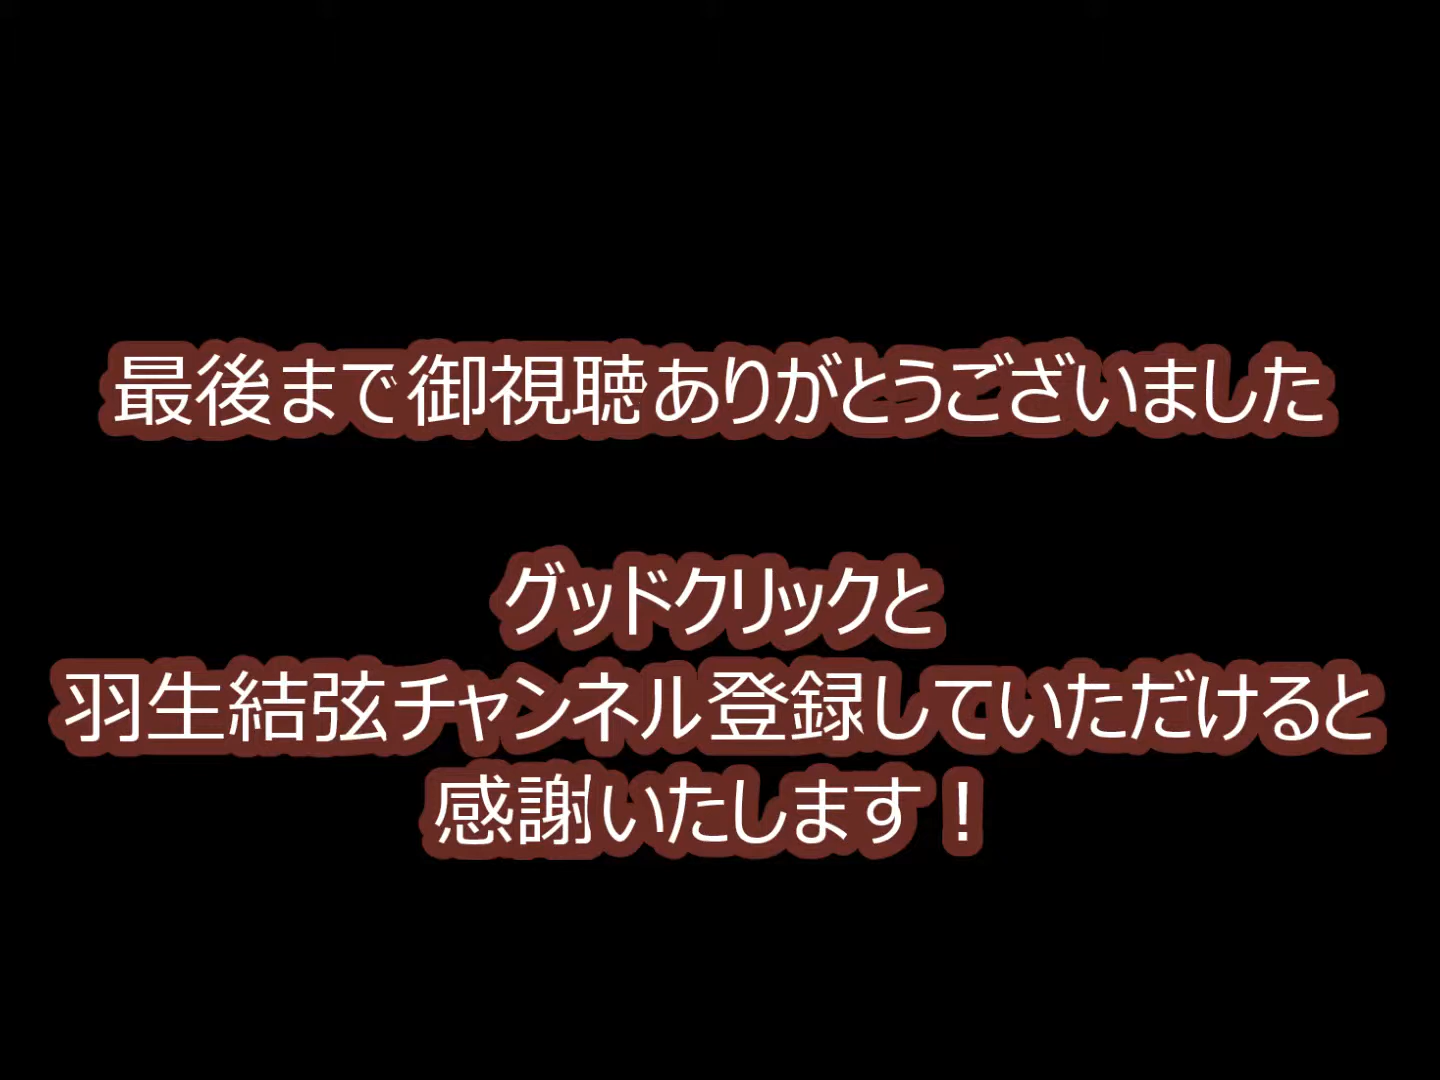 最後まで御視聴ありがとうございました
グッドクリックと
羽生結弦チャンネル登録していただけると
感謝いたします！